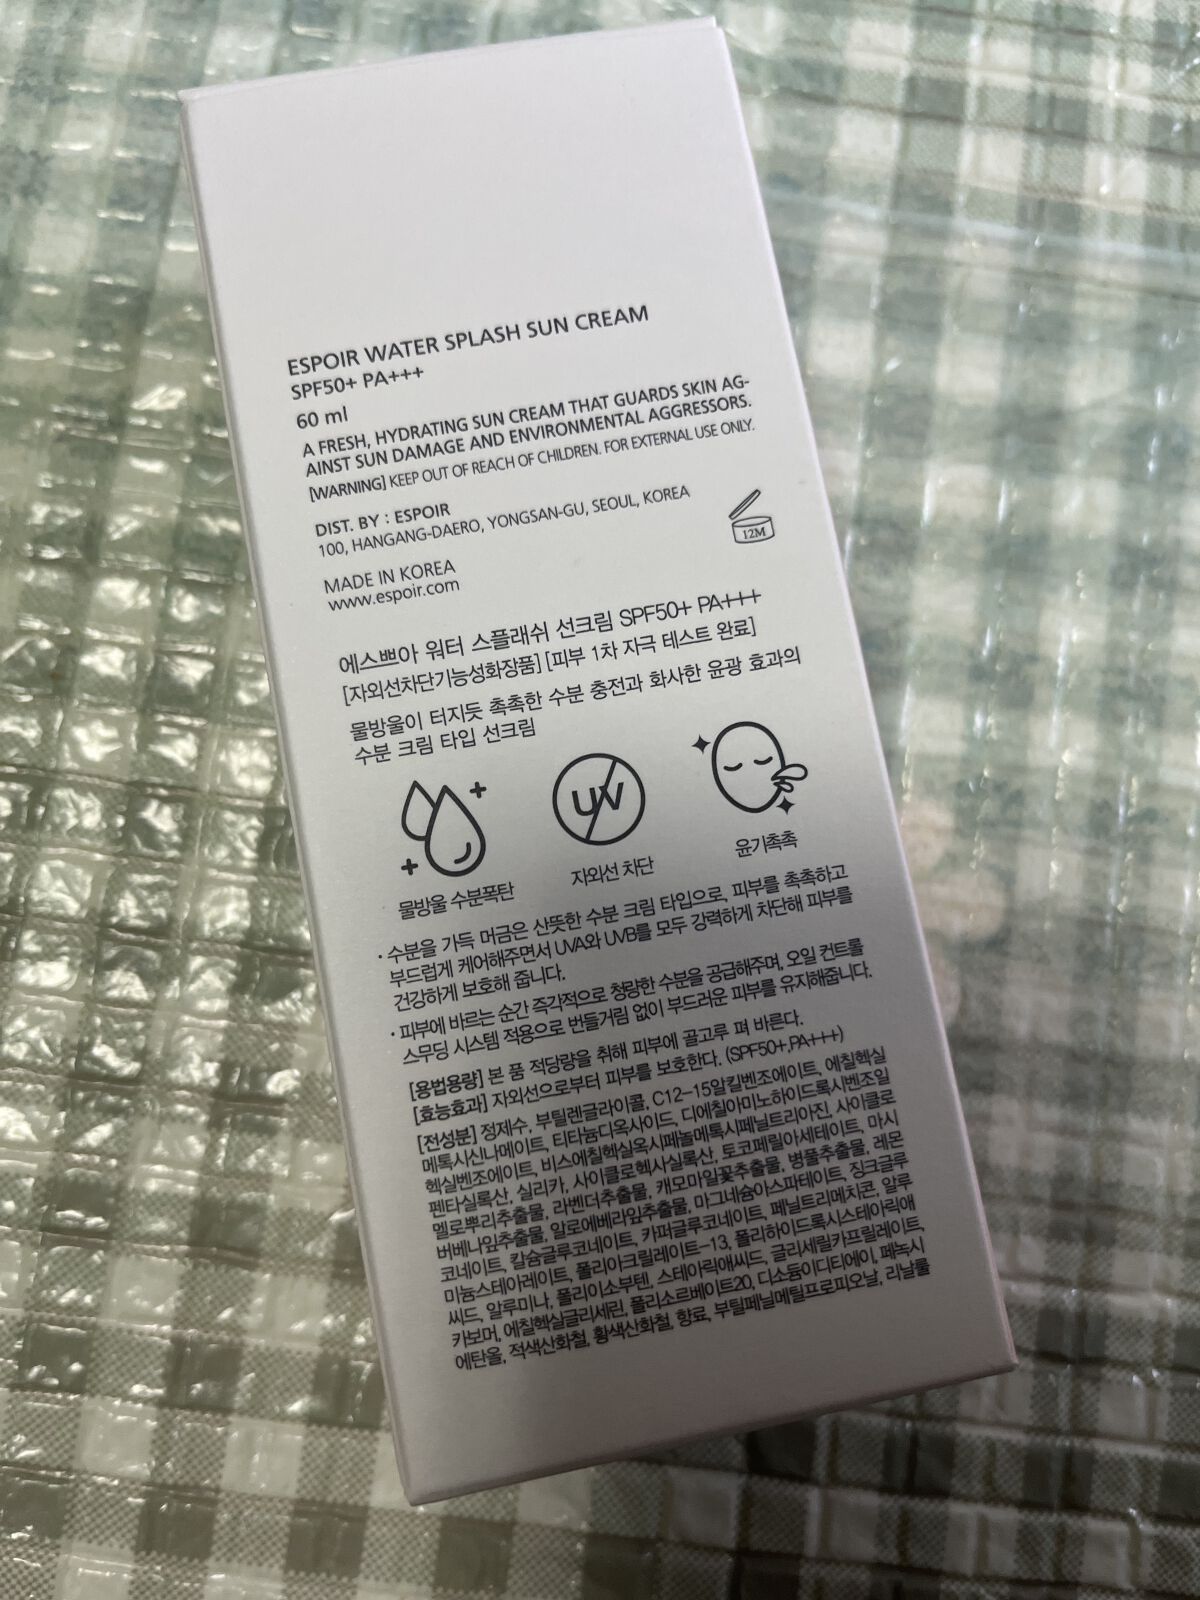 ESPOIR WATER SPLASH SUN CREAM
SPF50+ PA+++
60 ml
A FRESH, HYDRATING SUN CREAM THAT GUARDS SKIN AG-
AINST SUN DAMAGE AND ENVIRONMENTAL AGGRESSORS.
[WARNING] KEEP OUT OF REACH OF CHILDREN. FOR EXTERNAL USE ONLY.
DIST. BY : ESPOIR
100, HANGANG-DAERO, YONGSAN-GU, SEOUL, KOREA
12M
MADE IN KOREA
www.espoir.com
에스쁘아 워터 스플래쉬 선크림 SPF50+ PA+++
[자외선차단기능성화장품] [피부 1차 자극 테스트 완료]
물방울이 터지듯 촉촉한 수분 충전과 화사한 윤광 효과의
수분 크림 타입 선크림
UV
물방울 수분폭탄
자외선 차단
윤기촉촉
· 수분을 가득 머금은 산뜻한 수분 크림 타입으로, 피부를 촉촉하고
부드럽게 케어해주면서 UVA와 UVB를 모두 강력하게 차단해 피부를
건강하게 보호해 줍니다.
· 피부에 바르는 순간 즉각적으로 청량한 수분을 공급해주며, 오일 컨트롤
스무딩 시스템 적용으로 번들거림 없이 부드러운 피부를 유지해줍니다.
[용법용량] 본 품 적당량을 취해 피부에 골고루 펴 바른다.
[효능효과] 자외선으로부터 피부를 보호한다. (SPF50+,PA+++)
[전성분] 정제수, 부틸렌글라이콜, C12-15알킬벤조에이트, 에칠헥실
메톡시신나메이트, 티타늄디옥사이드, 디에칠아미노하이드록시벤조일
헥실벤조에이트, 비스에칠헥실옥시페놀메톡시페닐트리아진, 사이클로
펜타실록산, 실리카, 사이클로헥사실록산, 토코페릴아세테이트, 마시
멜로뿌리추출물, 라벤더추출물, 캐모마일꽃추출물, 병풀추출물, 레몬
버베나잎추출물, 알로에베라잎추출물, 마그네슘아스파테이트, 징크글루
코네이트, 칼슘글루코네이트, 카퍼글루코네이트, 페닐트리메치콘, 알루
미늄스테아레이트, 폴리아크릴레이트-13, 폴리하이드록시스테아릭애
씨드, 알루미나, 폴리이소부텐, 스테아릭애씨드, 글리세릴카프릴레이트,
카보머, 에칠헥실글리세린, 폴리소르베이트20, 디소듐이디티에이, 페녹시
에탄올, 적색산화철, 황색산화철, 향료, 부틸페닐메틸프로피오날, 리날룰